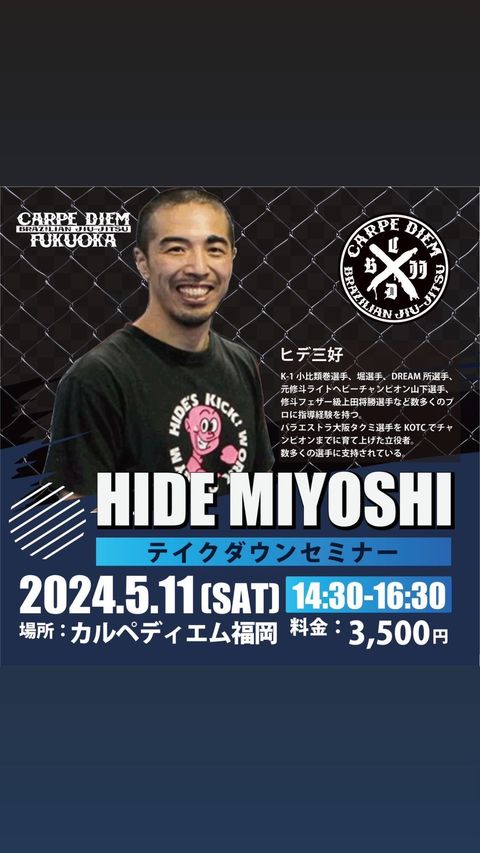 CARPE DIEM
BRAZILIAN JIU-JITSU
FUKUOKA
CARPE DIEM
C
B JJ
D
BRAZILIAN JIU-JITSU
ヒデ三好
K-1 小比類巻選手、堀選手、DREAM 所選手、
元修斗ライトヘビーチャンピオン山下選手、
修斗フェザー級上田将勝選手など数多くのプ
ロに指導経験を持つ。
パラエストラ大阪タクミ選手を KOTC でチャ
ンピオンまでに育て上げた立役者。
数多くの選手に支持されている。
HIDE'S KICK! WOR
HIDE MIYOSHI
テイクダウンセミナー
2024.5.11(SAT) 14:30-16:30
場所：カルペディエム福岡 料金：3,500円